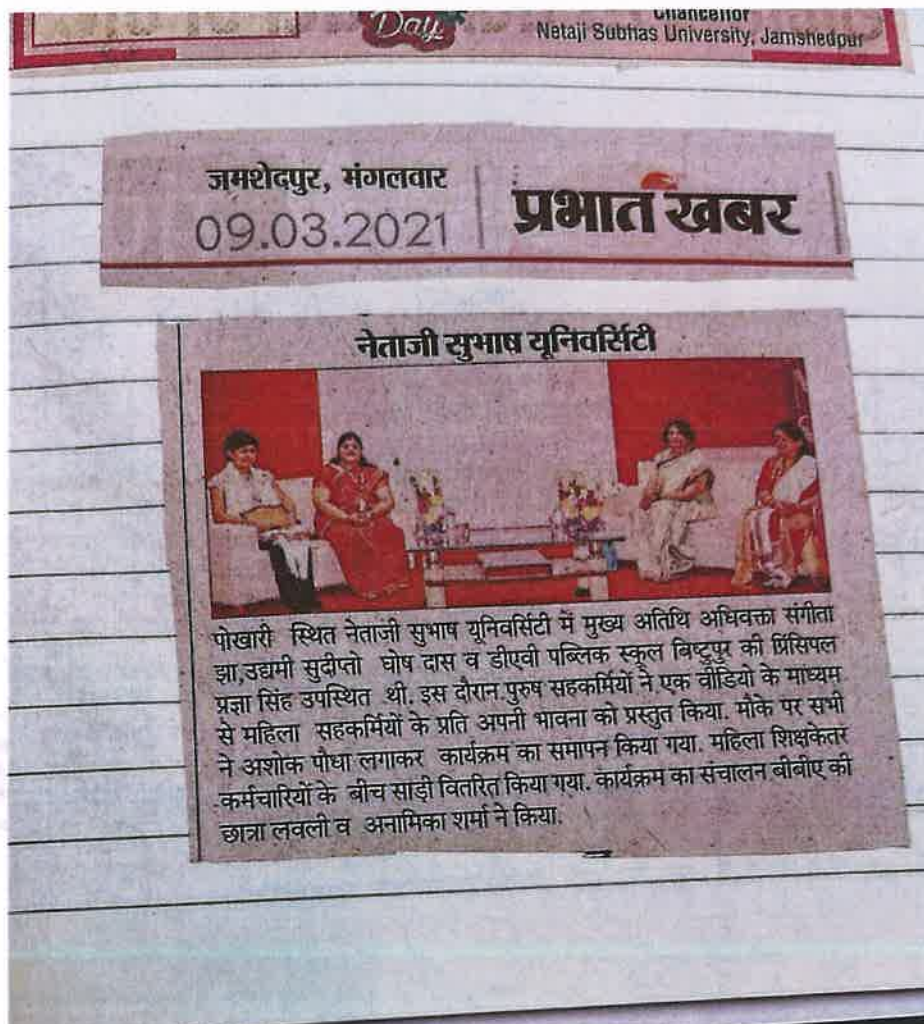 Day
Chancellor
Netaji Subhas University, Jamshedpur
जमशेदपुर, मंगलवार
09.03.2021
प्रभात खबर
नेताजी सुभाष यूनिवर्सिटी
पोखारी स्थित नेताजी सुभाष यूनिवर्सिटी में मुख्य अतिथि अधिवक्ता संगीता
झा,उद्यमी सुदीप्तो घोष दास व डीएवी पब्लिक स्कूल बिष्टुपुर की प्रिंसिपल
प्रज्ञा सिंह उपस्थित थी. इस दौरान पुरुष सहकर्मियों ने एक वीडियो के माध्यम
से महिला सहकर्मियों के प्रति अपनी भावना को प्रस्तुत किया. मौके पर सभी
ने अशोक पौधा लगाकर कार्यक्रम का समापन किया गया. महिला शिक्षकेतर
कर्मचारियों के बीच साड़ी वितरित किया गया. कार्यक्रम का संचालन बीबीए की
छात्रा लवली व अनामिका शर्मा ने किया.